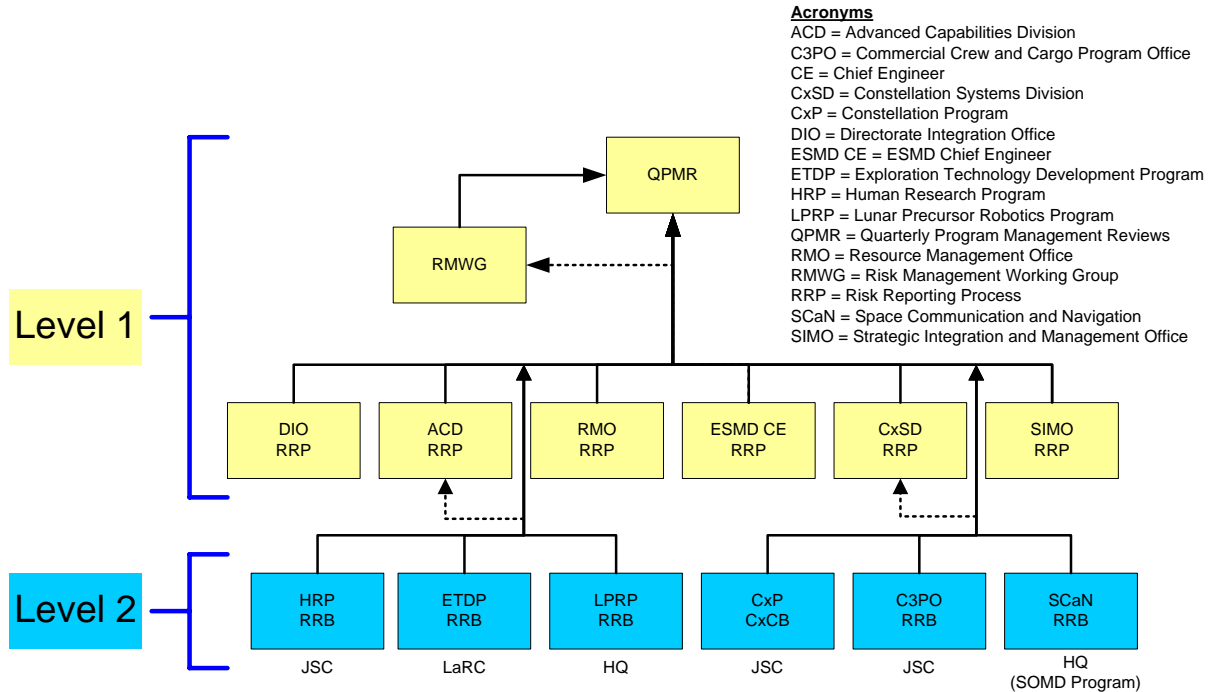 Acronyms
ACD = Advanced Capabilities Division
C3PO = Commercial Crew and Cargo Program Office
CE = Chief Engineer
CxSD = Constellation Systems Division
CxP = Constellation Program
DIO = Directorate Integration Office
ESMD CE = ESMD Chief Engineer
ETDP = Exploration Technology Development Program
HRP = Human Research Program
LPRP = Lunar Precursor Robotics Program
QPMR = Quarterly Program Management Reviews
RMO = Resource Management Office
RMWG = Risk Management Working Group
RRP = Risk Reporting Process
SCaN = Space Communication and Navigation
SIMO = Strategic Integration and Management Office
QPMR
RMWG
Level 1
DIO
RRP
ACD
RRP
RMO
RRP
ESMD CE
RRP
CxSD
RRP
SIMO
RRP
Level 2
HRP
RRB
ETDP
RRB
LPRP
RRB
CxP
CxCB
C3PO
RRB
SCaN
RRB
JSC
LaRC
HQ
JSC
JSC
HQ
(SOMD Program)